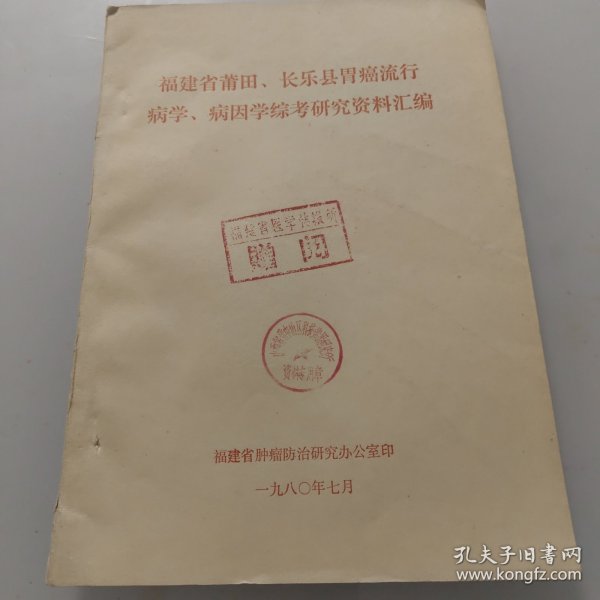 福建省莆田、长乐县胃癌流行
病学、病因学综考研究资料汇编
福建省医学情报所
赠阅
福建省肿瘤防治研究办公室印
一九八〇年七月
孔夫子旧书网
www.kongfz.com